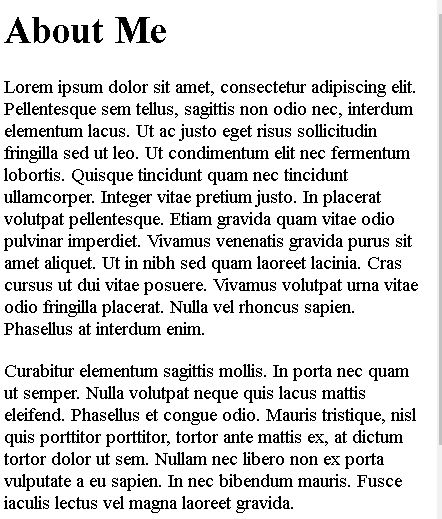 About Me
Lorem ipsum dolor sit amet, consectetur adipiscing elit.
Pellentesque sem tellus, sagittis non odio nec, interdum
elementum lacus. Ut ac justo eget risus sollicitudin
fringilla sed ut leo. Ut condimentum elit nec fermentum
lobortis. Quisque tincidunt quam nec tincidunt
ullamcorper. Integer vitae pretium justo. In placerat
volutpat pellentesque. Etiam gravida quam vitae odio
pulvinar imperdiet. Vivamus venenatis gravida purus sit
amet aliquet. Ut in nibh sed quam laoreet lacinia. Cras
cursus ut dui vitae posuere. Vivamus volutpat urna vitae
odio fringilla placerat. Nulla vel rhoncus sapien.
Phasellus at interdum enim.
Curabitur elementum sagittis mollis. In porta nec quam
ut semper. Nulla volutpat neque quis lacus mattis
eleifend. Phasellus et congue odio. Mauris tristique, nisl
quis porttitor porttitor, tortor ante mattis ex, at dictum
tortor dolor ut sem. Nullam nec libero non ex porta
vulputate a eu sapien. In nec bibendum mauris. Fusce
iaculis lectus vel magna laoreet gravida.